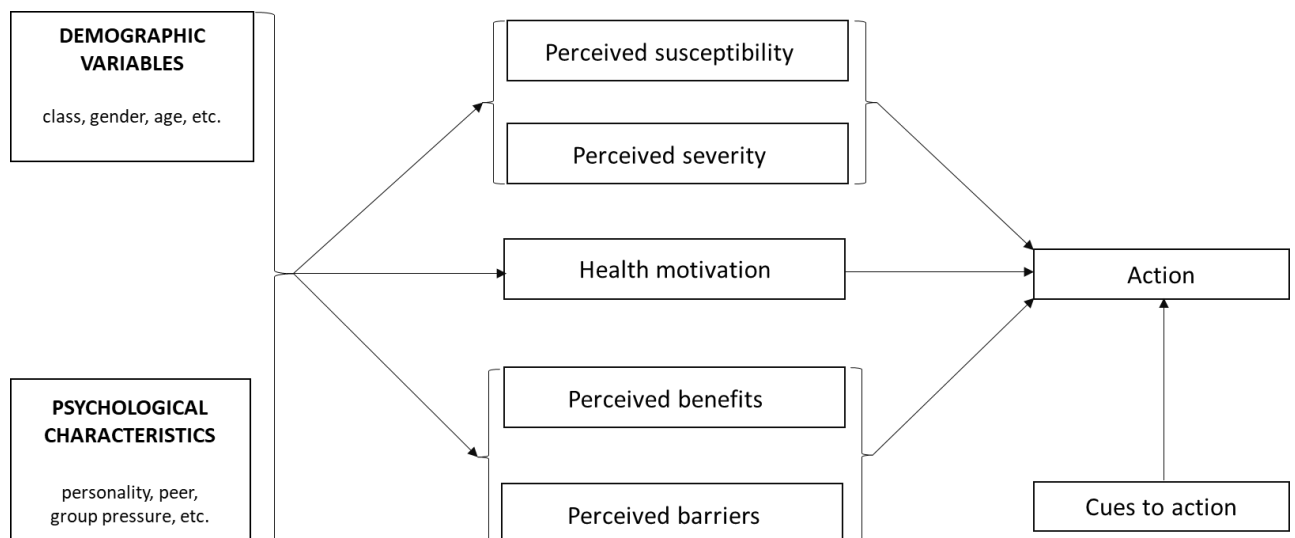 DEMOGRAPHIC
VARIABLES
class, gender, age, etc.
PSYCHOLOGICAL
CHARACTERISTICS
personality, peer,
group pressure, etc.
Perceived susceptibility
Perceived severity
Health motivation
Perceived benefits
Perceived barriers
Action
Cues to action